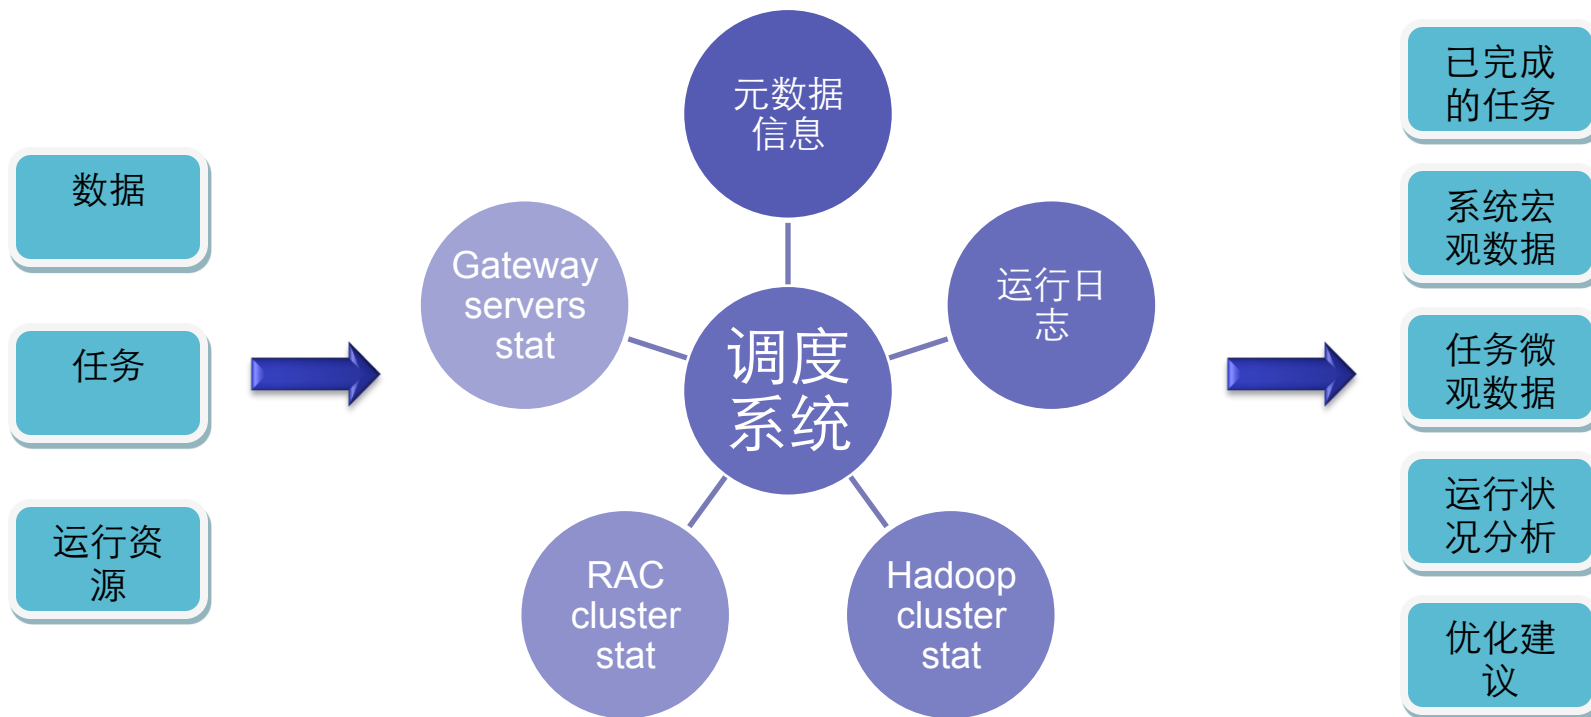 数据
任务
运行资
源
元数据
信息
Gateway
servers
stat
运行日
志
调度
系统
RAC
cluster
stat
Hadoop
cluster
stat
已完成
的任务
系统宏
观数据
任务微
观数据
运行状
况分析
优化建
议